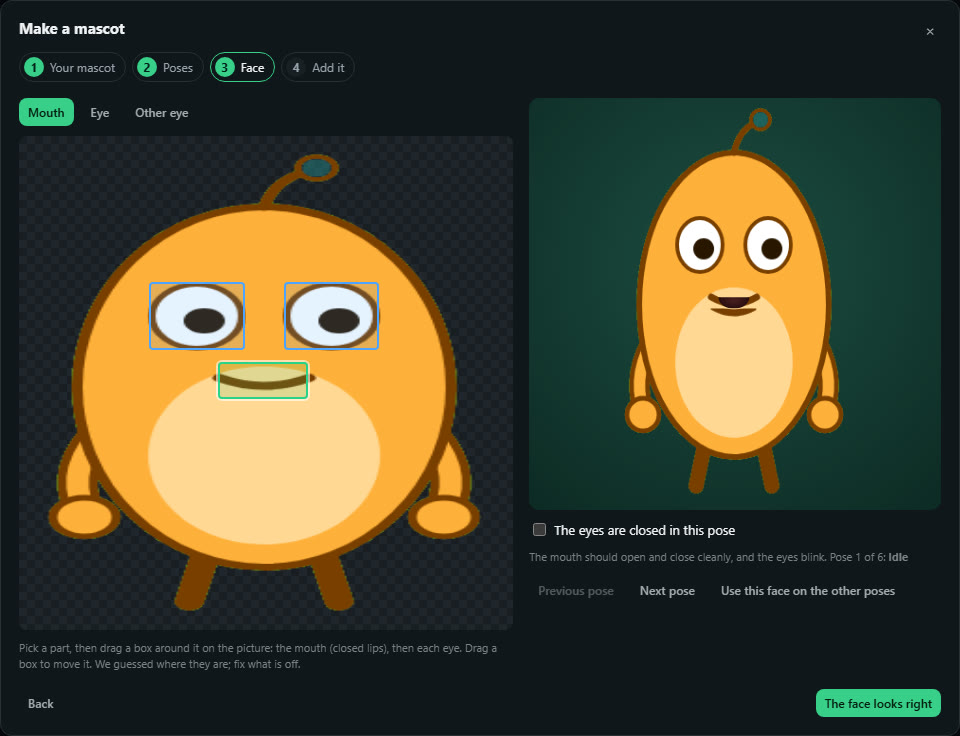 Make a mascot
×
1 Your mascot
2 Poses
3 Face
4 Add it
Mouth
Eye
Other eye
The eyes are closed in this pose
The mouth should open and close cleanly, and the eyes blink. Pose 1 of 6: Idle
Previous pose
Next pose
Use this face on the other poses
Pick a part, then drag a box around it on the picture: the mouth (closed lips), then each eye. Drag a
box to move it. We guessed where they are; fix what is off.
Back
The face looks right